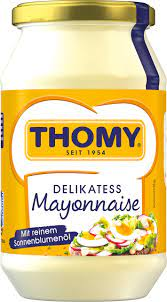 THOMY
SEIT 1954
DELIKATESS
Mayonnaise
Mit reinem
Sonnenblumenöl